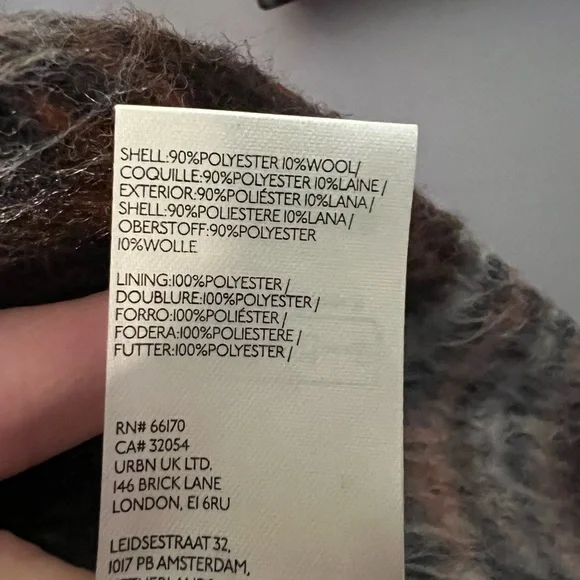 SHELL:90%POLYESTER 10%WOOL/
COQUILLE:90%POLYESTER 10%LAINE/
EXTERIOR:90%POLIÉSTER 10%LANA/
SHELL:90%POLIESTERE 10%LANA/
OBERSTOFF:90%POLYESTER
10%WOLLE
LINING:100%POLYESTER/
DOUBLURE:100%POLYESTER/
FORRO:100%POLIÉSTER/
FODERA:100%POLIESTERE/
FUTTER:100%POLYESTER/
RN# 66170
CA# 32054
URBN UK LTD.
146 BRICK LANE
LONDON, E1 6RU
LEIDSESTRAAT 32,
1017 PB AMSTERDAM,